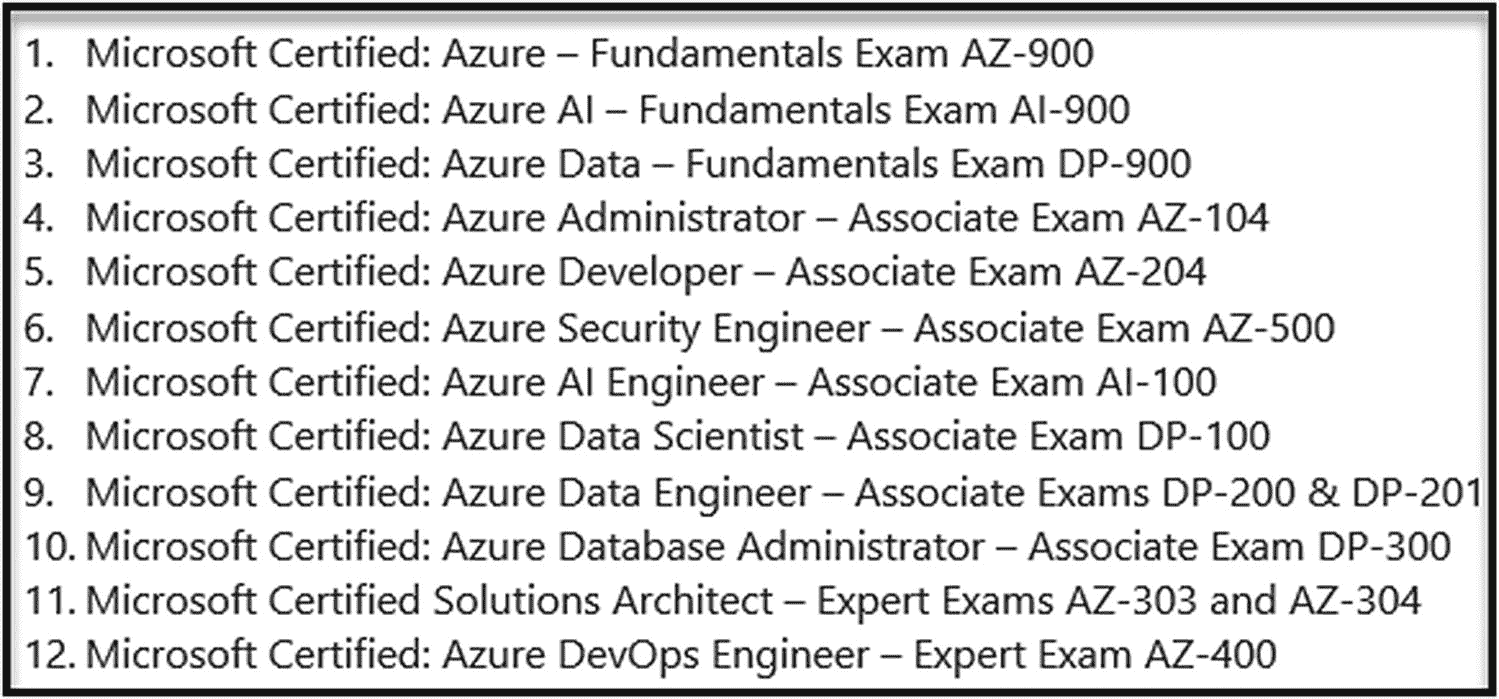 1. Microsoft Certified: Azure – Fundamentals Exam AZ-900
2. Microsoft Certified: Azure AI – Fundamentals Exam AI-900
3. Microsoft Certified: Azure Data – Fundamentals Exam DP-900
4. Microsoft Certified: Azure Administrator – Associate Exam AZ-104
5. Microsoft Certified: Azure Developer – Associate Exam AZ-204
6. Microsoft Certified: Azure Security Engineer – Associate Exam AZ-500
7. Microsoft Certified: Azure AI Engineer – Associate Exam AI-100
8. Microsoft Certified: Azure Data Scientist – Associate Exam DP-100
9. Microsoft Certified: Azure Data Engineer – Associate Exams DP-200 & DP-201
10. Microsoft Certified: Azure Database Administrator – Associate Exam DP-300
11. Microsoft Certified Solutions Architect – Expert Exams AZ-303 and AZ-304
12. Microsoft Certified: Azure DevOps Engineer – Expert Exam AZ-400